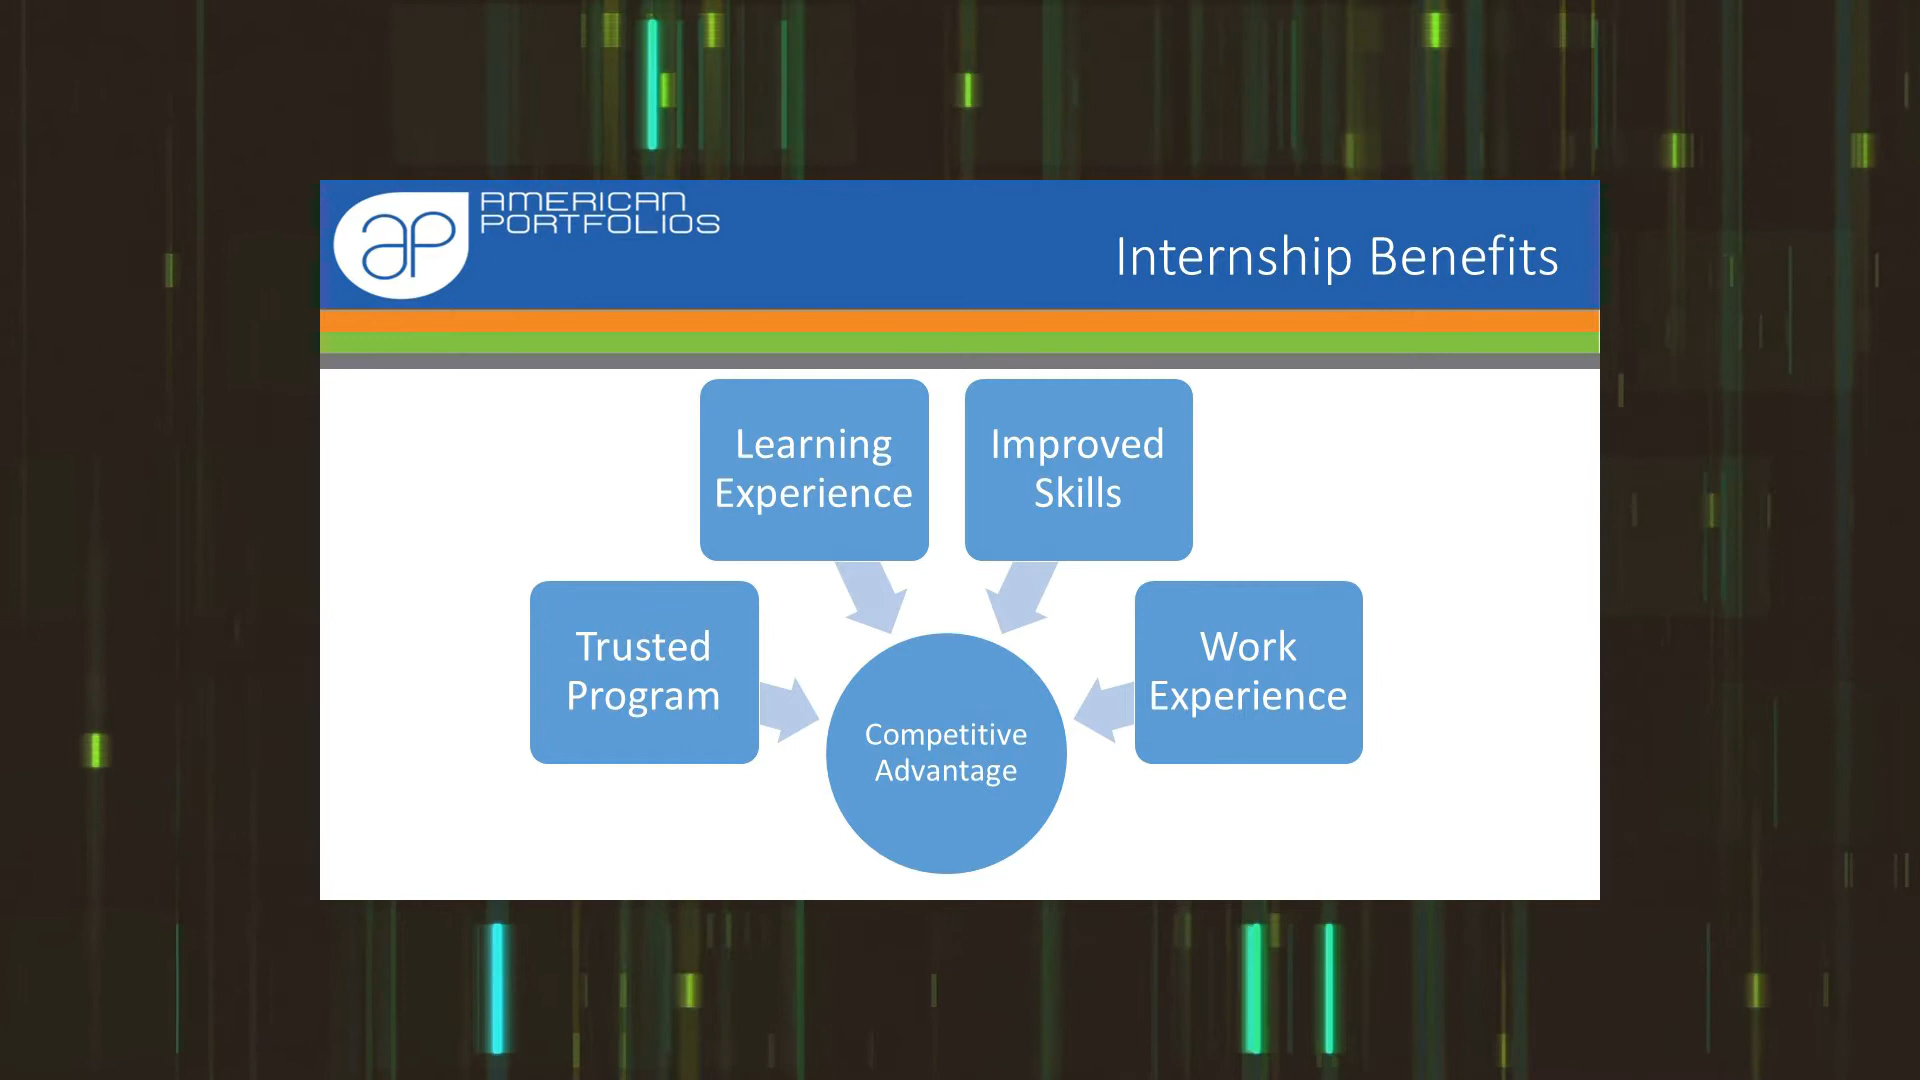 AMERICAN
PORTFOLIOS
Internship Benefits
Learning
Experience
Improved
Skills
Trusted
Program
Work
Experience
Competitive
Advantage